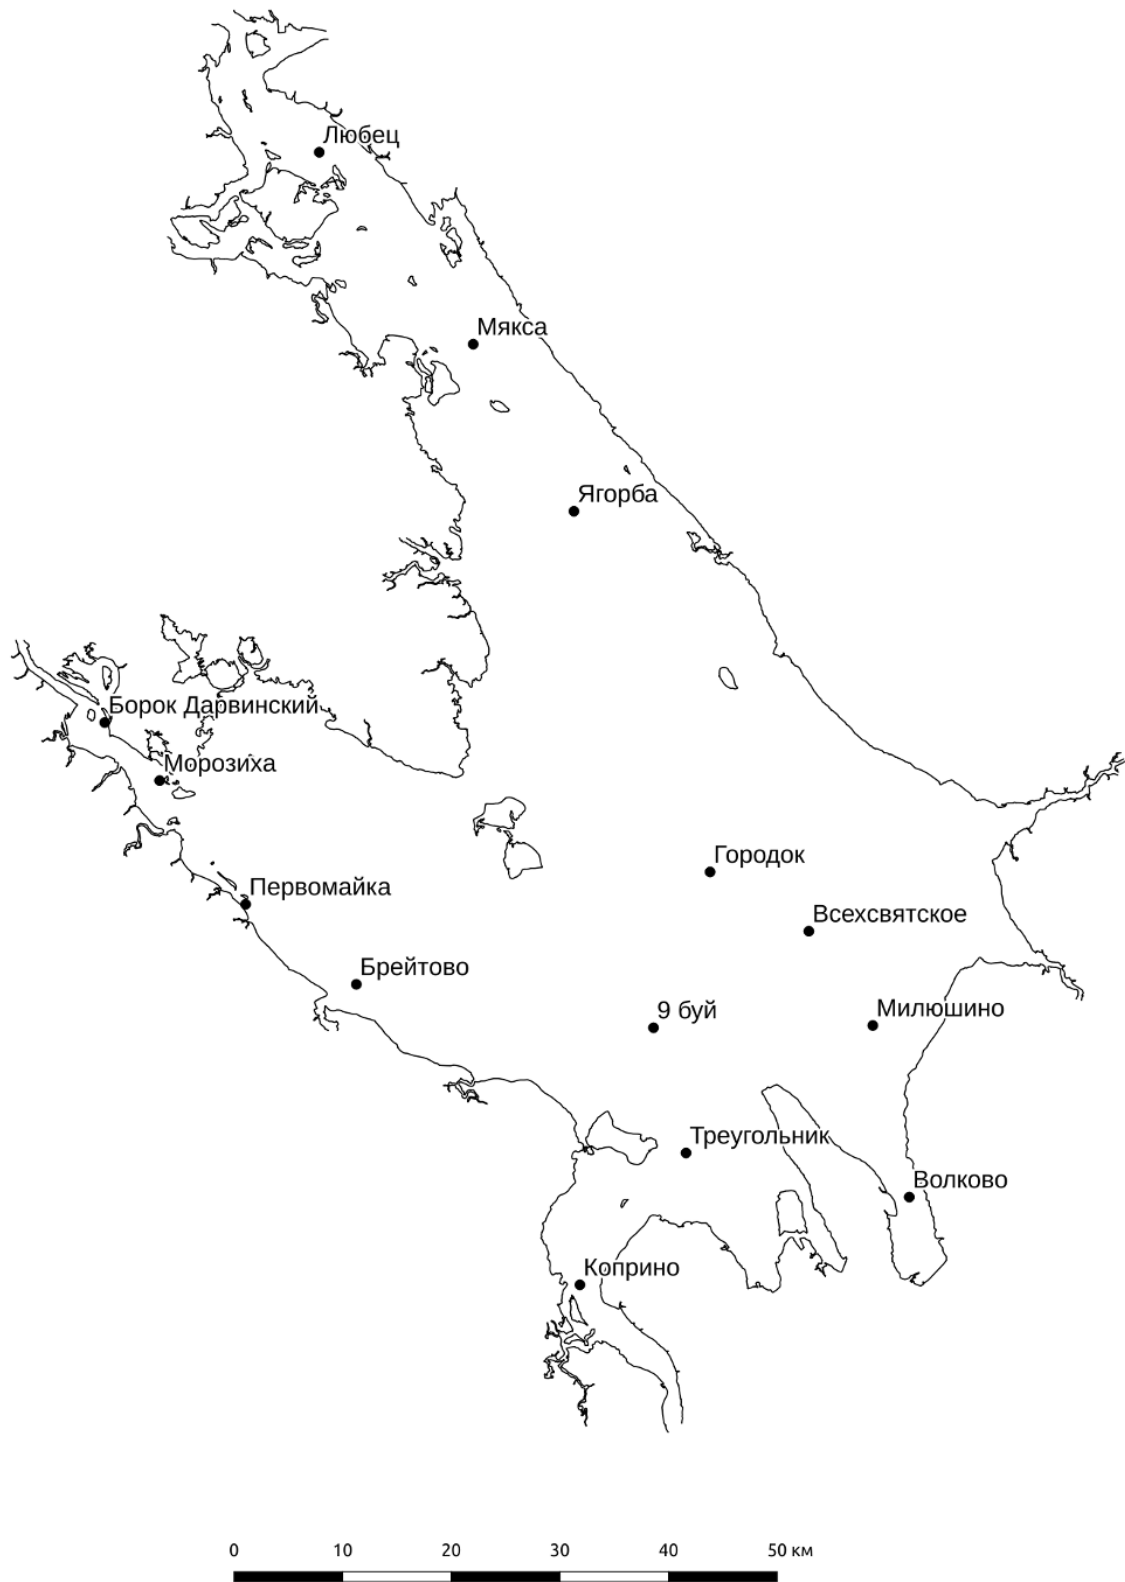 Любец
Мякса
Ягорба
Борок Дарвинский
Морозиха
Городок
Первомайка
Всехсвятское
Брейтово
9 буй
Милюшино
Треугольник
Волково
Коприно
0 10 20 30 40 50 км